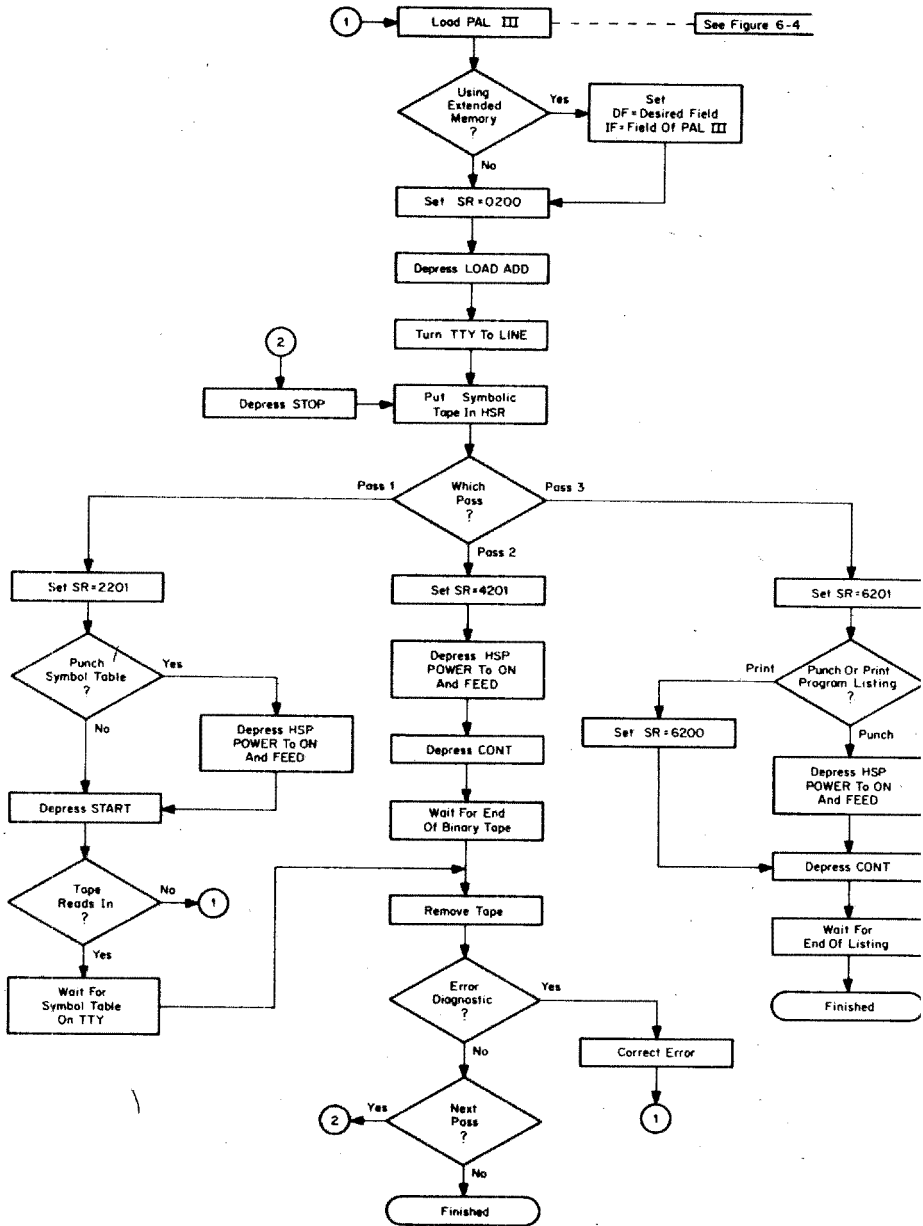 1
Load PAL III
See Figure 6-4
Using
Extended
Memory
?
Yes
Set
DF=Desired Field
IF=Field Of PAL III
No
Set SR=0200
Depress LOAD ADD
Turn TTY To LINE
2
Depress STOP
Put Symbolic
Tape In HSR
Which
Pass
?
Pass 1
Pass 3
Pass 2
Set SR=2201
Set SR=4201
Set SR=6201
Punch
Symbol Table
?
Yes
No
Depress HSP
POWER To ON
And FEED
Depress HSP
POWER To ON
And FEED
Print
Punch Or Print
Program Listing
?
Punch
Set SR=6200
Depress START
Depress CONT
Depress HSP
POWER To ON
And FEED
Wait For End
Of Binary Tape
Depress CONT
Tape
Reads In
?
No
1
Yes
Remove Tape
Wait For
End Of Listing
Wait For
Symbol Table
On TTY
Error
Diagnostic
?
Yes
No
Finished
Correct Error
1
2
Yes
Next
Pass
?
No
Finished